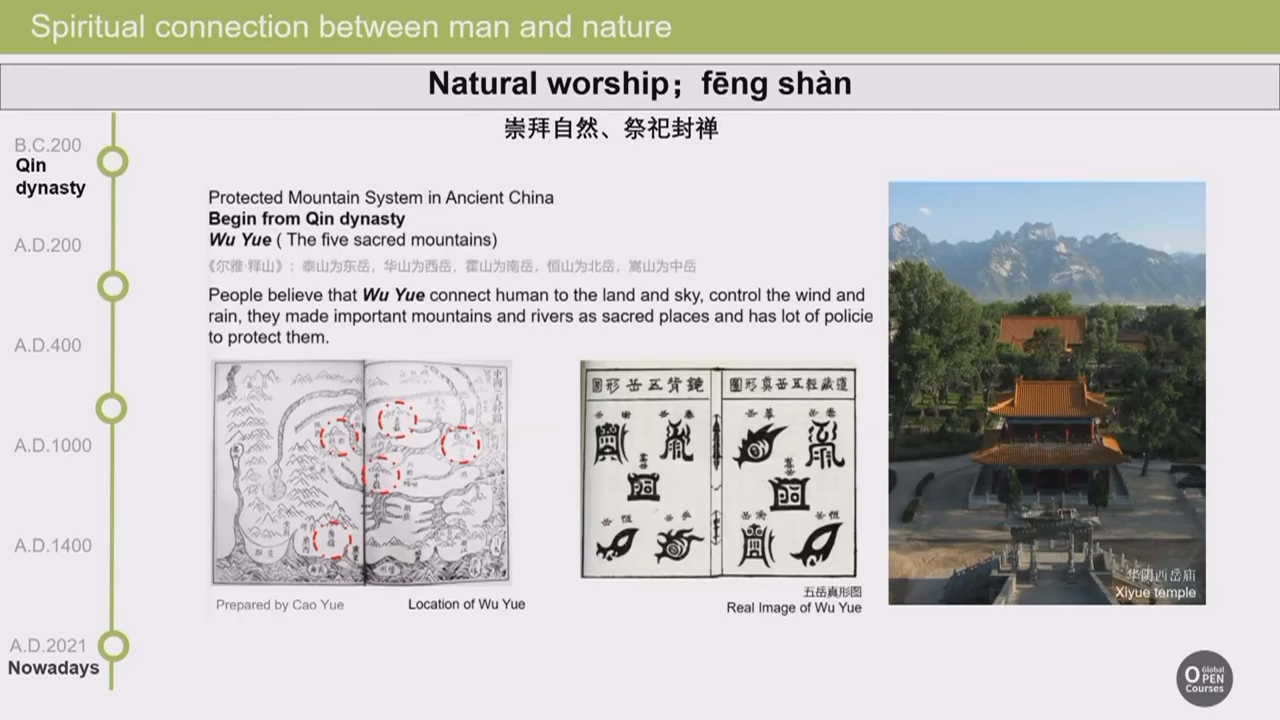 Spiritual connection between man and nature
Natural worship；fēng shàn
崇拜自然、祭祀封禅
B.C.200
Qin
dynasty
A.D.200
A.D.400
A.D.1000
A.D.1400
A.D.2021
Nowadays
Protected Mountain System in Ancient China
Begin from Qin dynasty
Wu Yue ( The five sacred mountains)
《尔雅·释山》：泰山为东岳，华山为西岳，霍山为南岳，恒山为北岳，嵩山为中岳
People believe that Wu Yue connect human to the land and sky, control the wind and
rain, they made important mountains and rivers as sacred places and has lot of policie
to protect them.
Prepared by Cao Yue
Location of Wu Yue
五岳真形图
Real Image of Wu Yue
华阴西岳庙
Xiyue temple
Global
OPEN
Courses